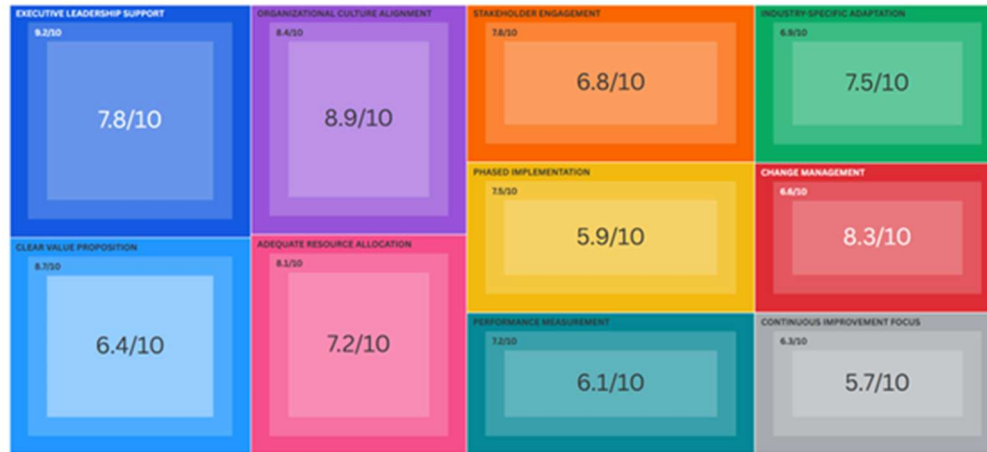 EXECUTIVE LEADERSHIP SUPPORT
9.2/10
7.8/10
ORGANIZATIONAL CULTURE ALIGNMENT
8.4/10
8.9/10
STAKEHOLDER ENGAGEMENT
7.8/10
6.8/10
INDUSTRY-SPECIFIC ADAPTATION
6.9/10
7.5/10
PHASED IMPLEMENTATION
7.5/10
5.9/10
CHANGE MANAGEMENT
6.6/10
8.3/10
CLEAR VALUE PROPOSITION
8.7/10
6.4/10
ADEQUATE RESOURCE ALLOCATION
8.1/10
7.2/10
PERFORMANCE MEASUREMENT
7.2/10
6.1/10
CONTINUOUS IMPROVEMENT FOCUS
6.3/10
5.7/10